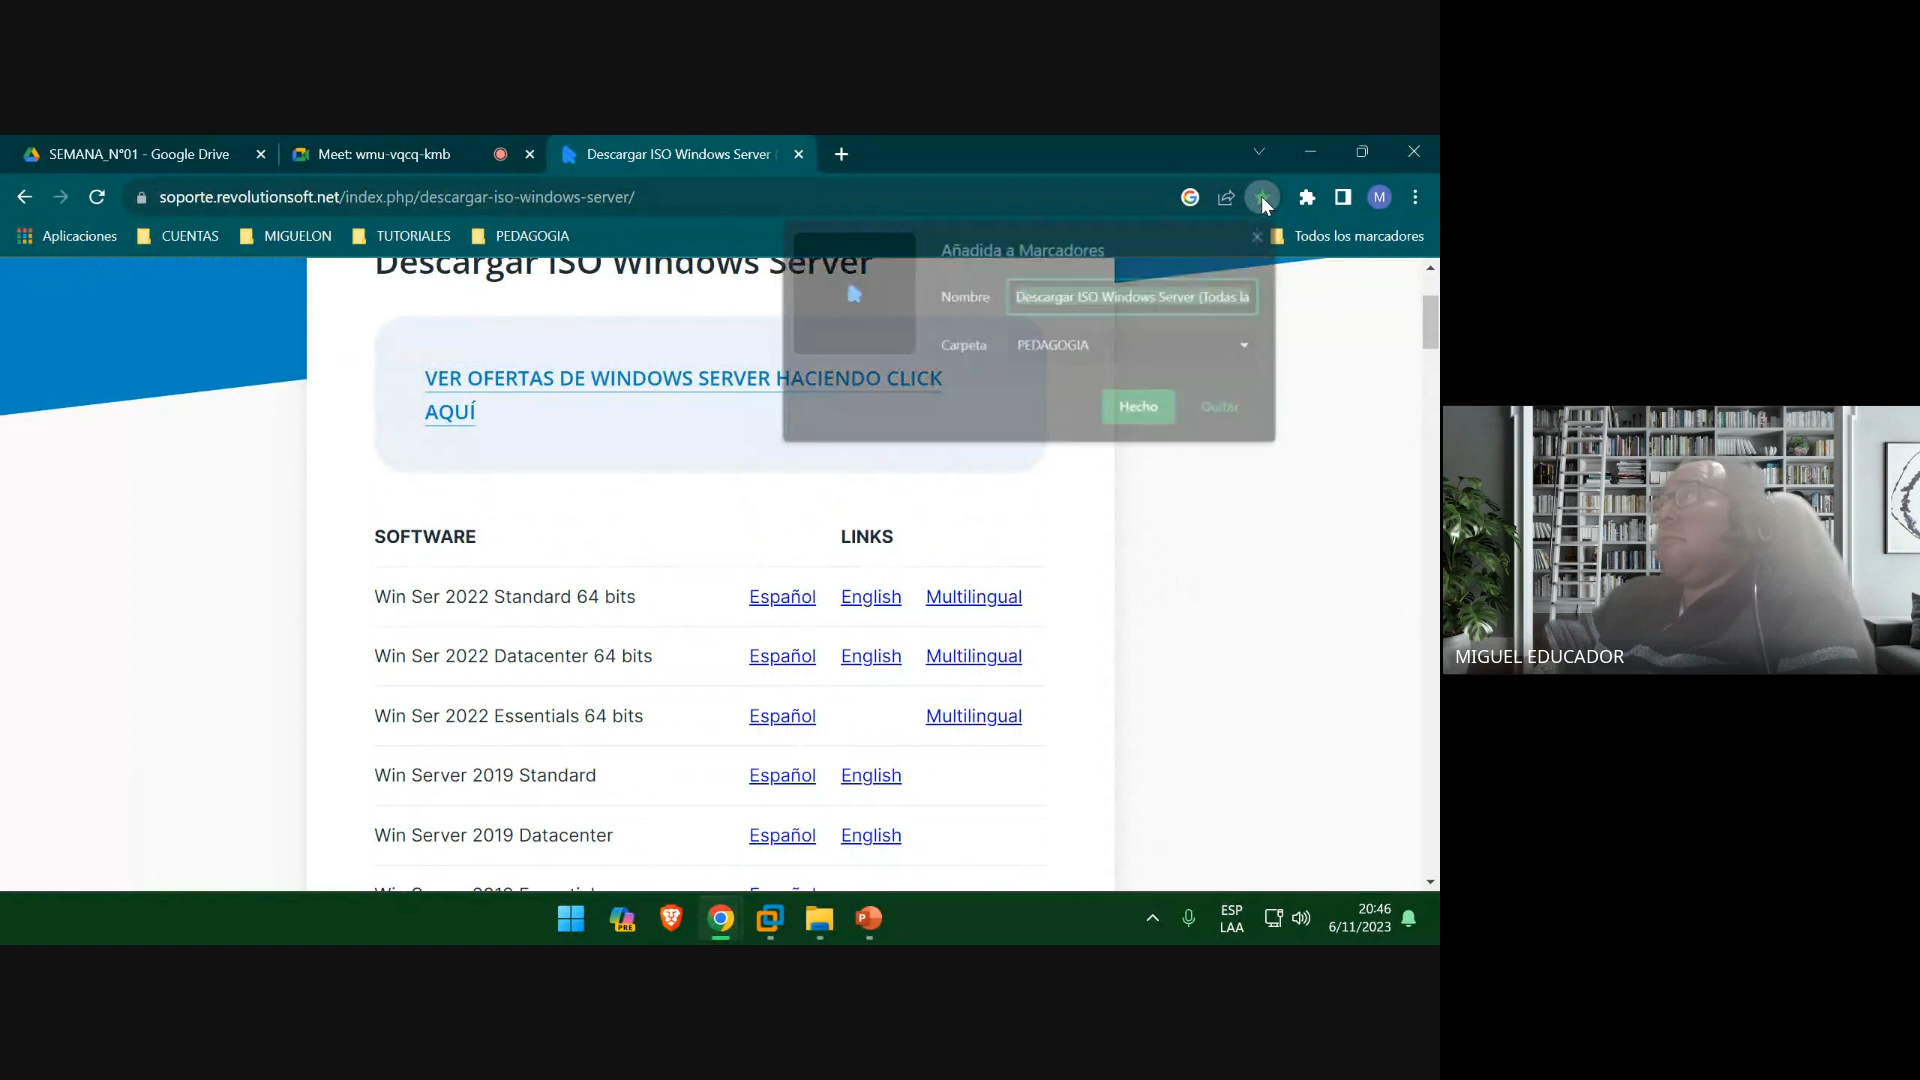 SEMANA_N°01 - Google Drive
Meet: wmu-vqcq-kmb
Descargar ISO Windows Server (
soporte.revolutionsoft.net/index.php/descargar-iso-windows-server/
M
Aplicaciones
CUENTAS
MIGUELON
TUTORIALES
PEDAGOGIA
Todos los marcadores
Añadida a Marcadores
Nombre
Descargar ISO Windows Server (Todas la
Carpeta
PEDAGOGIA
Hecho
Quitar
Descargar ISO Windows Server
VER OFERTAS DE WINDOWS SERVER HACIENDO CLICK
AQUÍ
SOFTWARE LINKS
Win Ser 2022 Standard 64 bits Español English Multilingual
Win Ser 2022 Datacenter 64 bits Español English Multilingual
Win Ser 2022 Essentials 64 bits Español Multilingual
Win Server 2019 Standard Español English
Win Server 2019 Datacenter Español English
MIGUEL EDUCADOR
PRE
P
ESP
LAA
20:46
6/11/2023